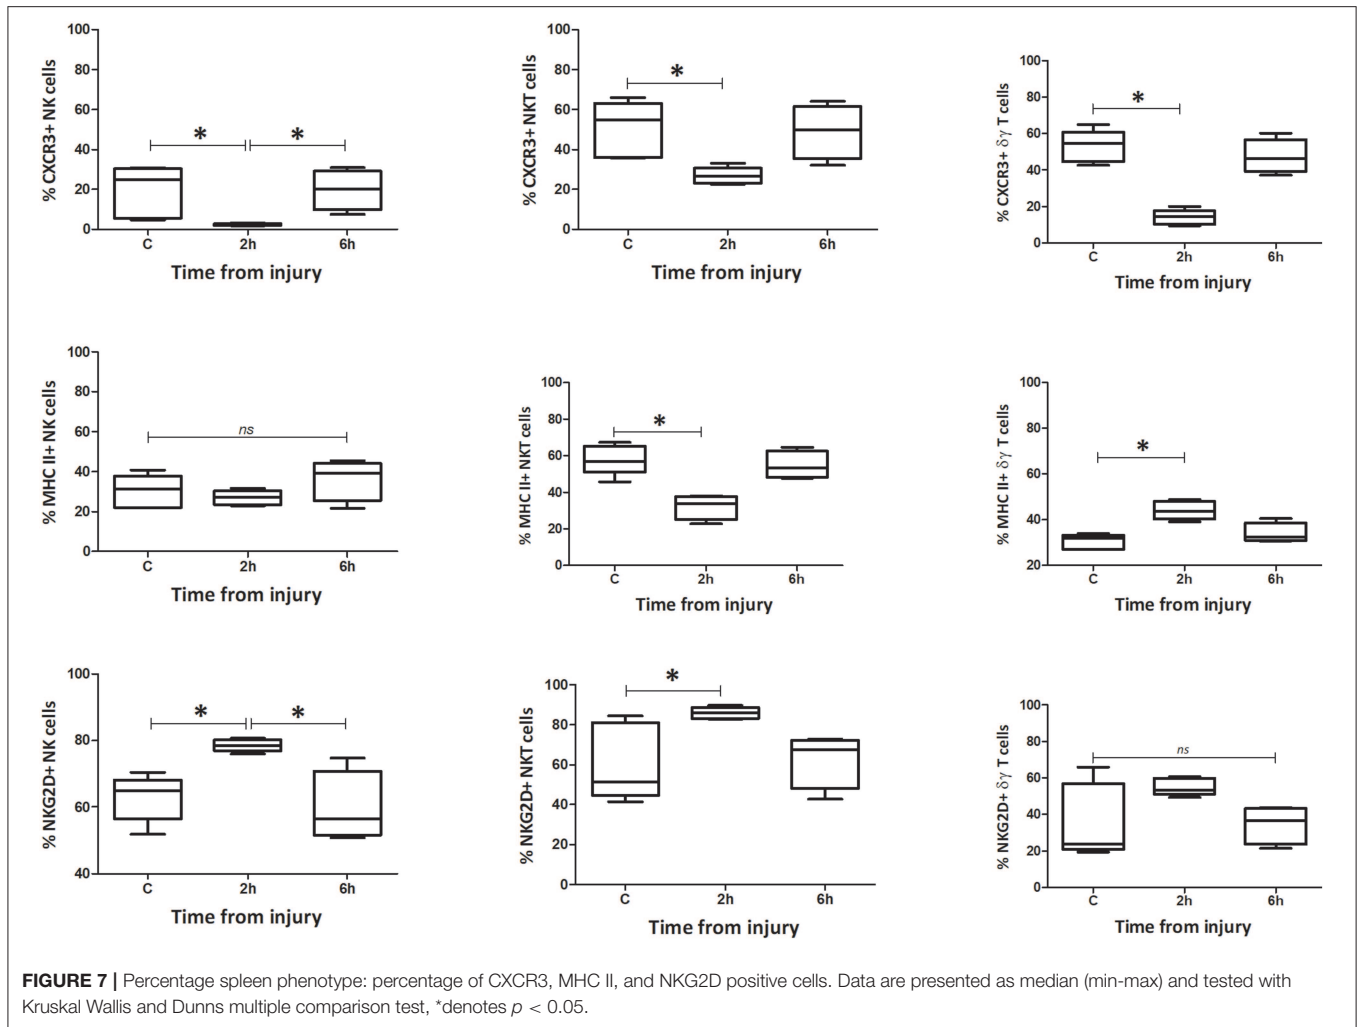 % CXCR3+ NK cells
100
80
60
40
20
0
* *
C 2h 6h
Time from injury
% CXCR3+ NKT cells
100
80
60
40
20
0
*
C 2h 6h
Time from injury
% CXCR3+ δγ T cells
100
80
60
40
20
0
*
C 2h 6h
Time from injury
% MHC II+ NK cells
100
80
60
40
20
0
ns
C 2h 6h
Time from injury
% MHC II+ NKT cells
100
80
60
40
20
0
*
C 2h 6h
Time from injury
% MHC II+ δγ T cells
100
80
60
40
20
*
C 2h 6h
Time from injury
% NKG2D+ NK cells
100
80
60
40
* *
C 2h 6h
Time from injury
% NKG2D+ NKT cells
100
80
60
40
20
0
*
C 2h 6h
Time from injury
% NKG2D+ δγ T cells
100
80
60
40
20
0
ns
C 2h 6h
Time from injury
FIGURE 7 | Percentage spleen phenotype: percentage of CXCR3, MHC II, and NKG2D positive cells. Data are presented as median (min-max) and tested with
Kruskal Wallis and Dunns multiple comparison test, *denotes p < 0.05.